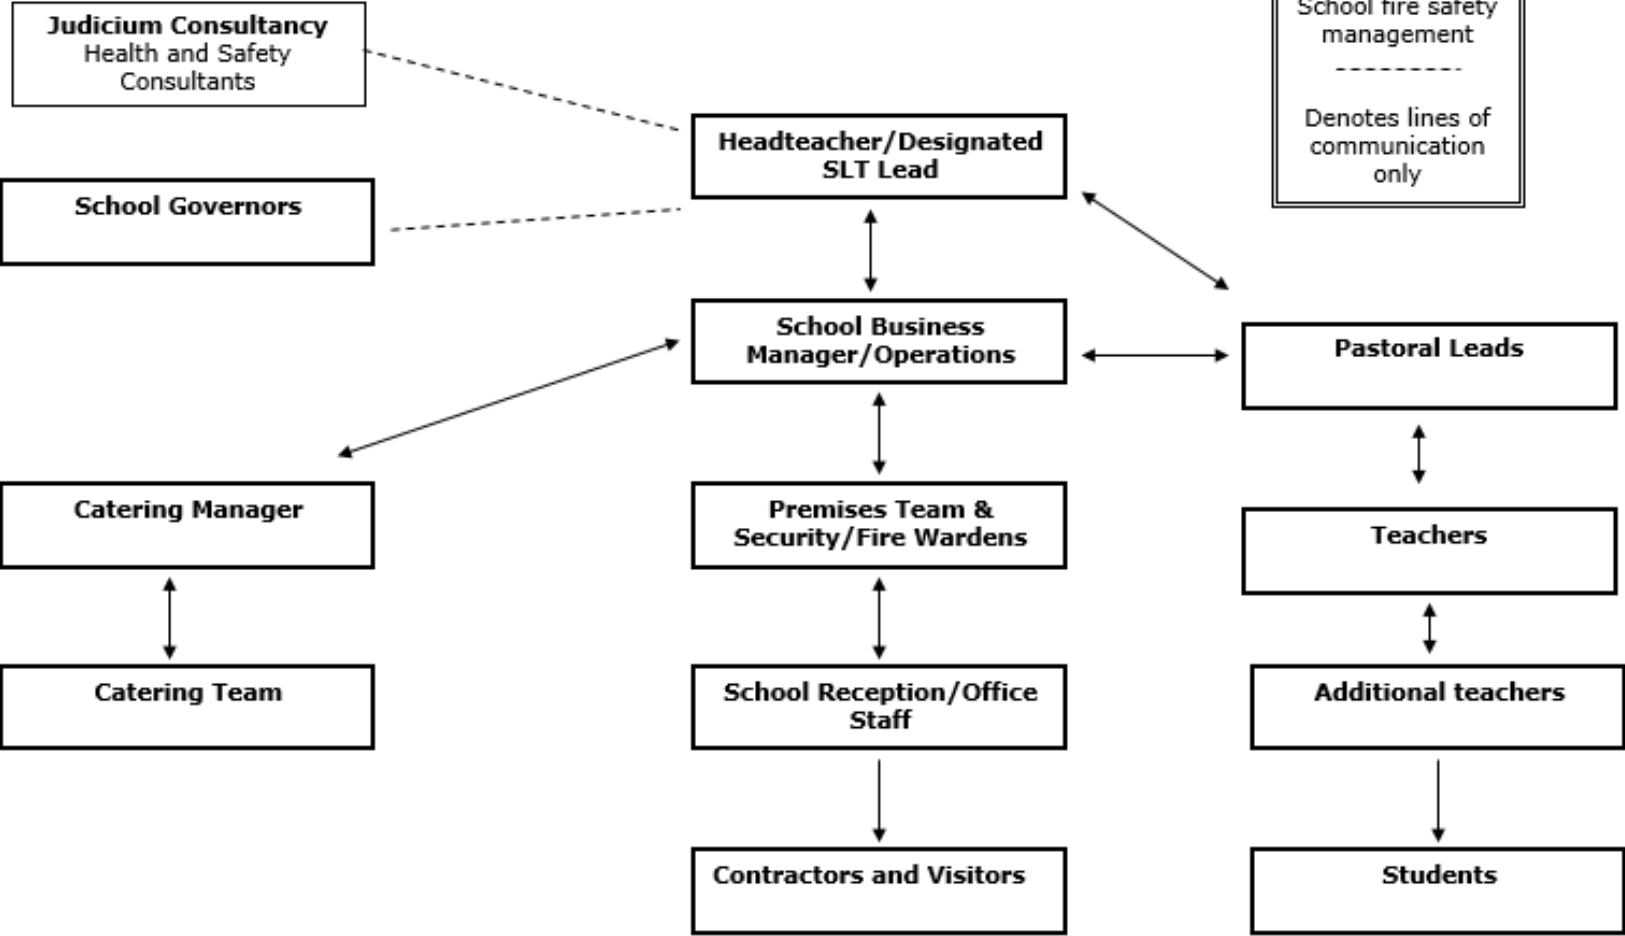 Judicium Consultancy
Health and Safety
Consultants
School fire safety
management
Denotes lines of
communication
only
Headteacher/Designated
SLT Lead
School Governors
School Business
Manager/Operations
Pastoral Leads
Catering Manager
Premises Team &
Security/Fire Wardens
Teachers
Catering Team
School Reception/Office
Staff
Additional teachers
Contractors and Visitors
Students